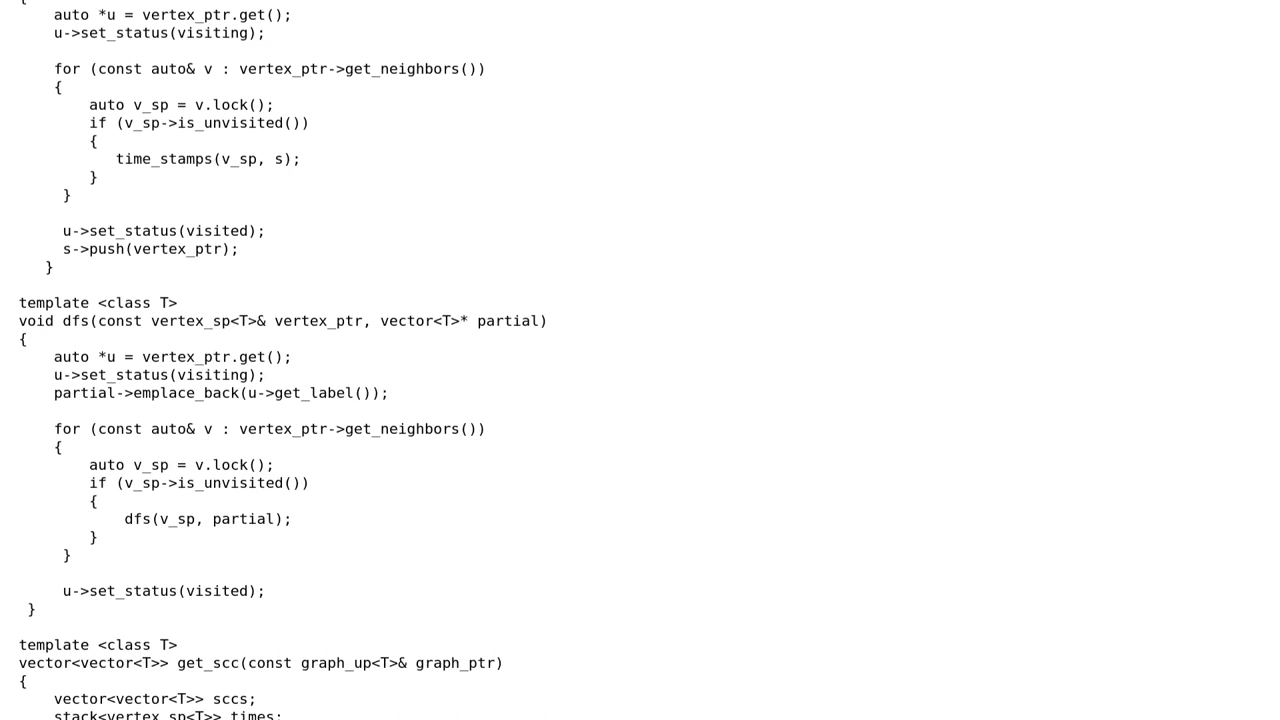 {
    auto *u = vertex_ptr.get();
    u->set_status(visiting);

    for (const auto& v : vertex_ptr->get_neighbors())
    {
        auto v_sp = v.lock();
        if (v_sp->is_unvisited())
        {
           time_stamps(v_sp, s);
        }
     }

     u->set_status(visited);
     s->push(vertex_ptr);
   }

template <class T>
void dfs(const vertex_sp<T>& vertex_ptr, vector<T>* partial)
{
    auto *u = vertex_ptr.get();
    u->set_status(visiting);
    partial->emplace_back(u->get_label());

    for (const auto& v : vertex_ptr->get_neighbors())
    {
        auto v_sp = v.lock();
        if (v_sp->is_unvisited())
        {
            dfs(v_sp, partial);
        }
     }

     u->set_status(visited);
 }

template <class T>
vector<vector<T>> get_scc(const graph_up<T>& graph_ptr)
{
    vector<vector<T>> sccs;
    stack<vertex_sp<T>> times;